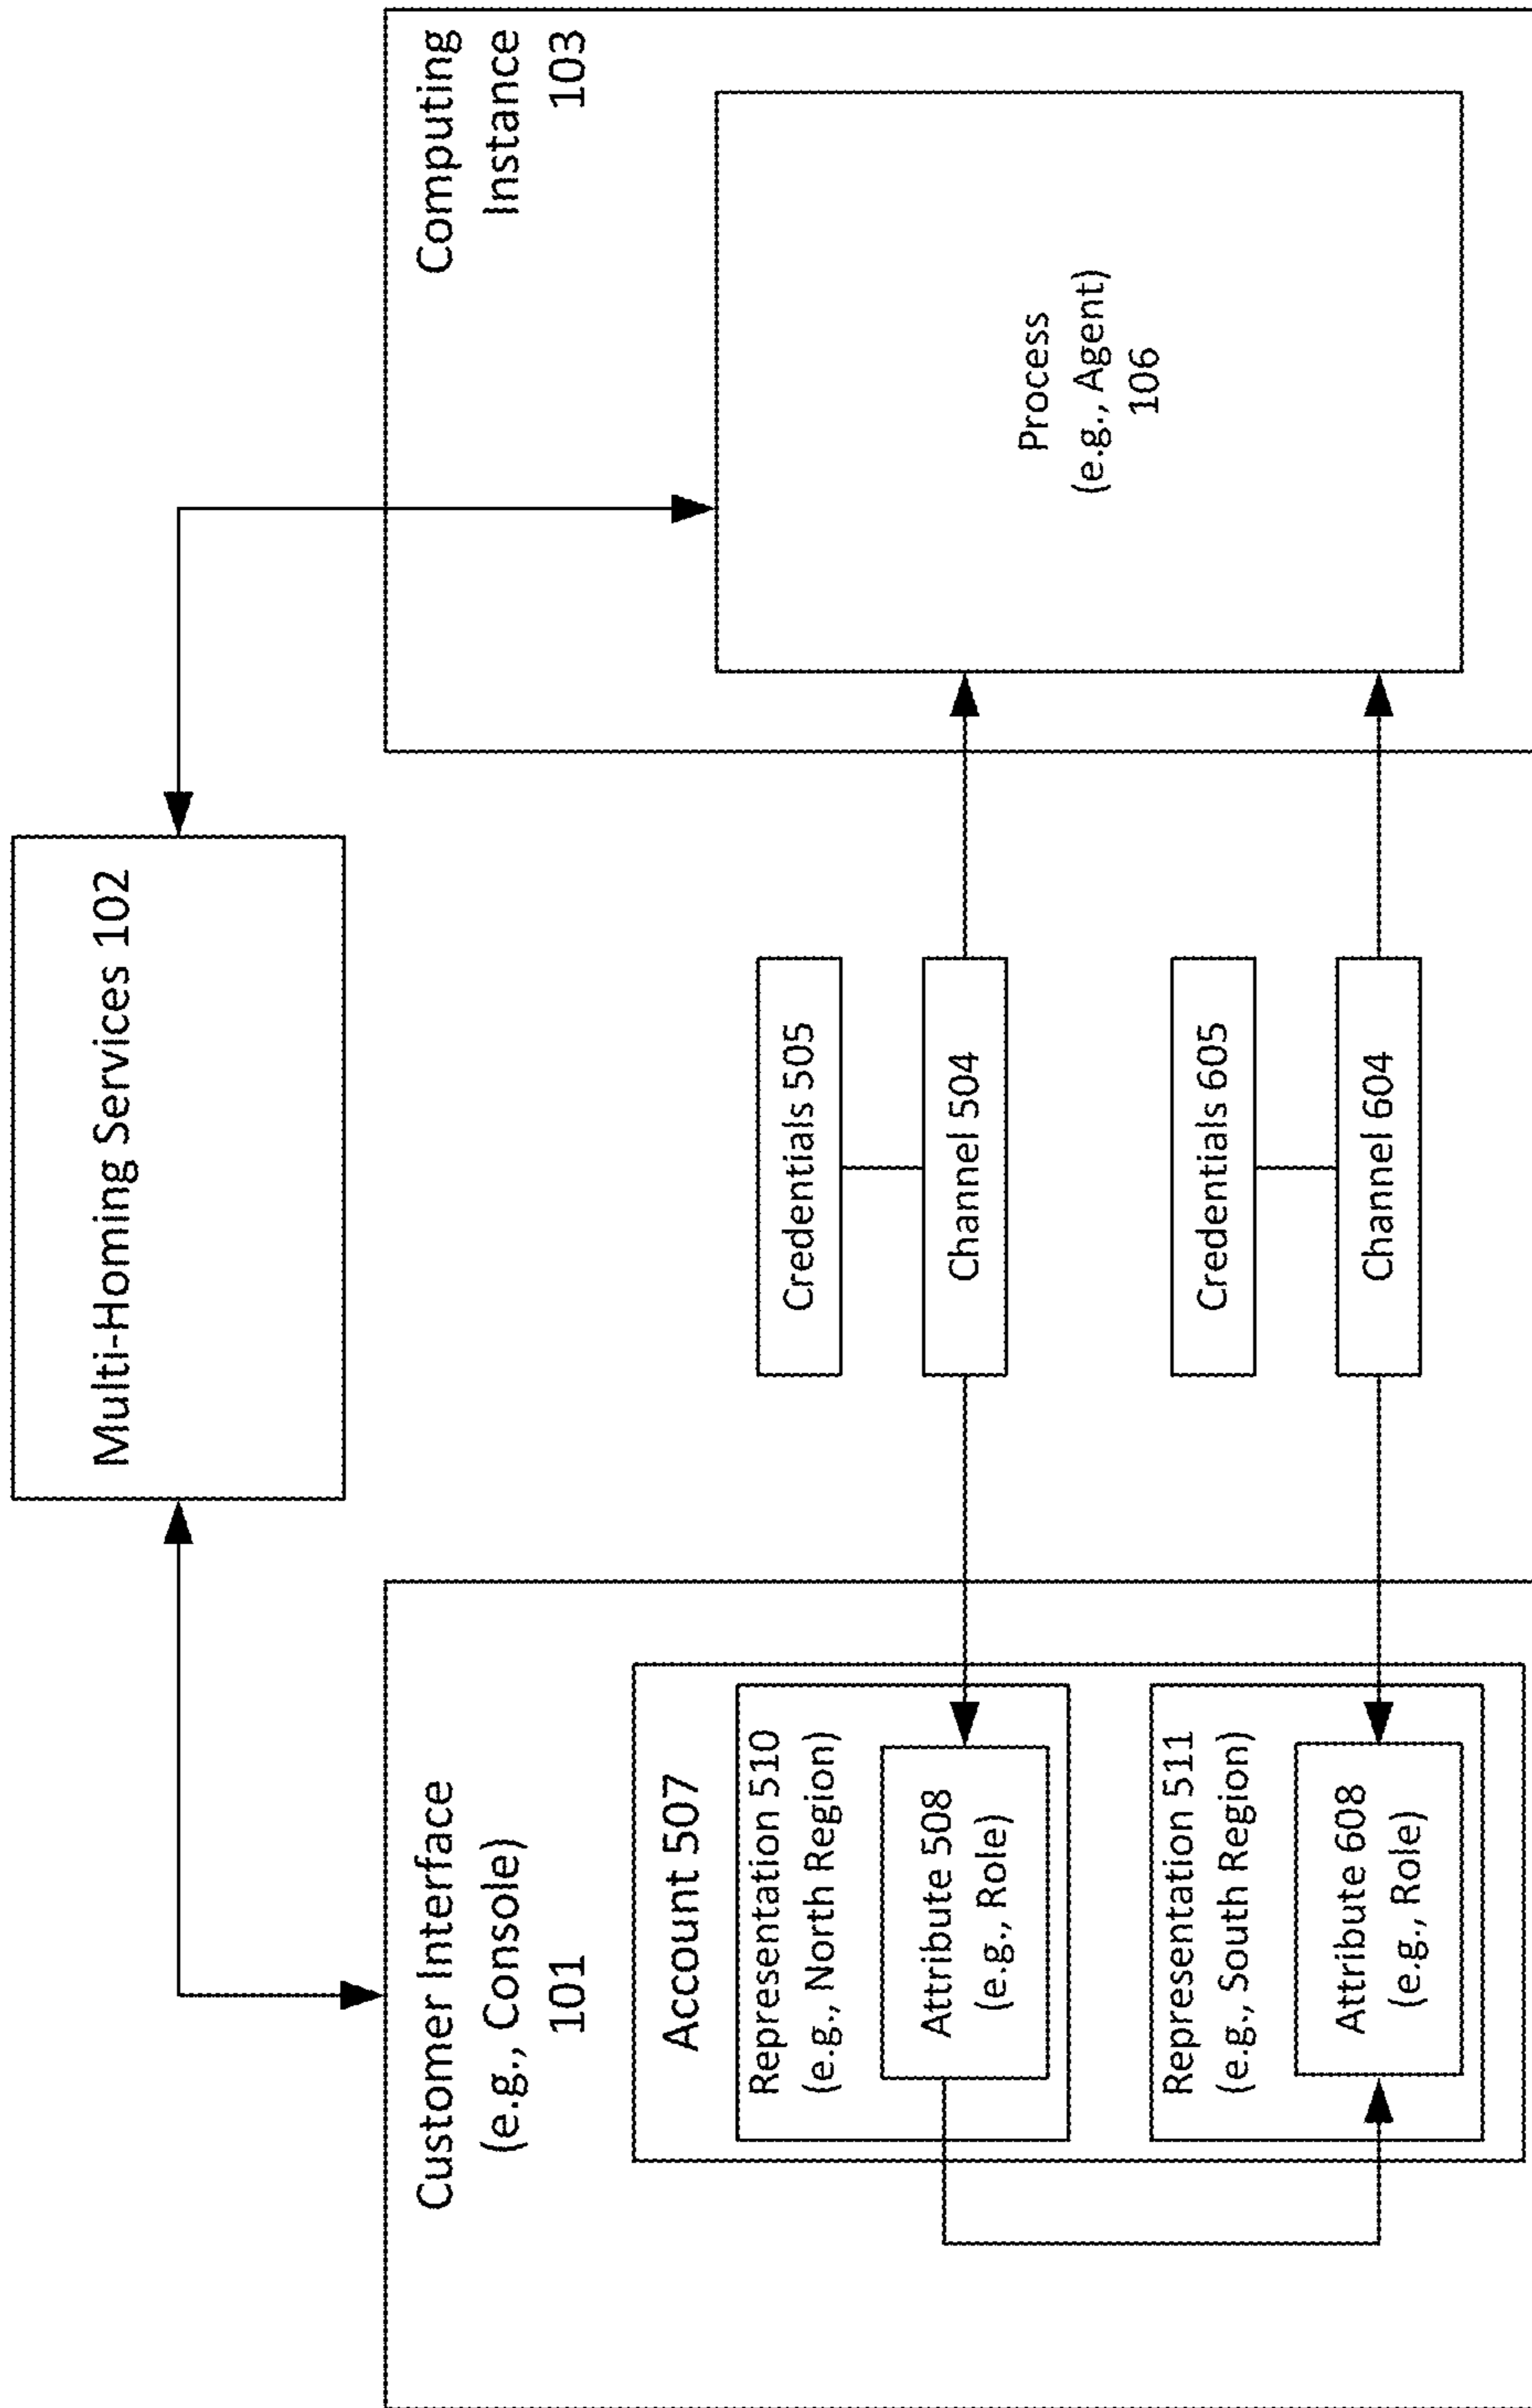 Multi-Homing Services 102
Customer Interface
(e.g., Console)
101
Account 507
Representation 510
(e.g., North Region)
Attribute 508
(e.g., Role)
Representation 511
(e.g., South Region)
Attribute 608
(e.g., Role)
Credentials 505
Channel 504
Credentials 605
Channel 604
Computing
Instance
103
Process
(e.g., Agent)
106